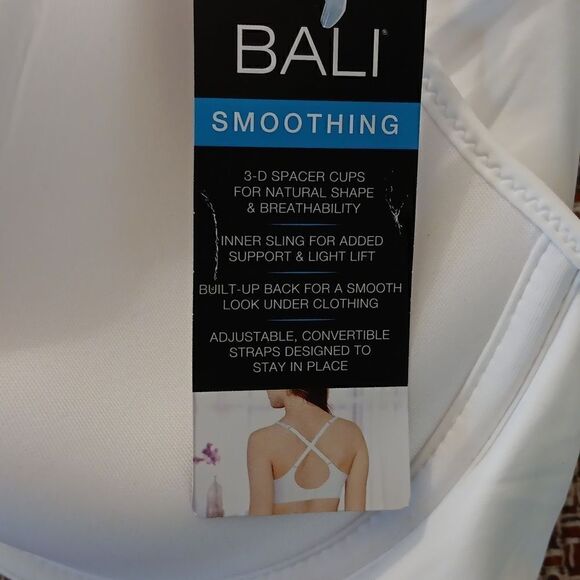 BALI®
SMOOTHING
3-D SPACER CUPS
FOR NATURAL SHAPE
& BREATHABILITY
INNER SLING FOR ADDED
SUPPORT & LIGHT LIFT
BUILT-UP BACK FOR A SMOOTH
LOOK UNDER CLOTHING
ADJUSTABLE, CONVERTIBLE
STRAPS DESIGNED TO
STAY IN PLACE